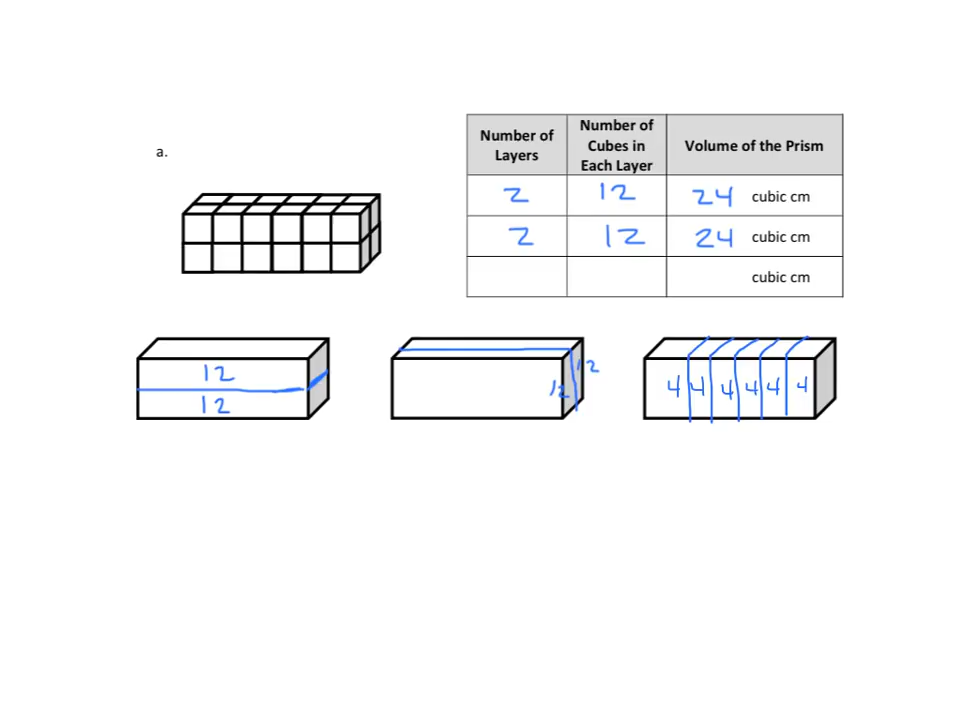 a.
Number of Layers
Number of Cubes in Each Layer
Volume of the Prism
2 12 24 cubic cm
2 12 24 cubic cm
cubic cm
12
12
12 12
4 4 4 4 4 4